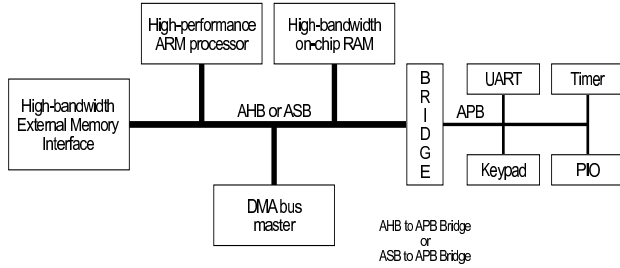 High-performance
ARM processor
High-bandwidth
on-chip RAM
High-bandwidth
External Memory
Interface
AHB or ASB
B
R
I
D
G
E
APB
UART
Timer
Keypad
PIO
DMA bus
master
AHB to APB Bridge
or
ASB to APB Bridge